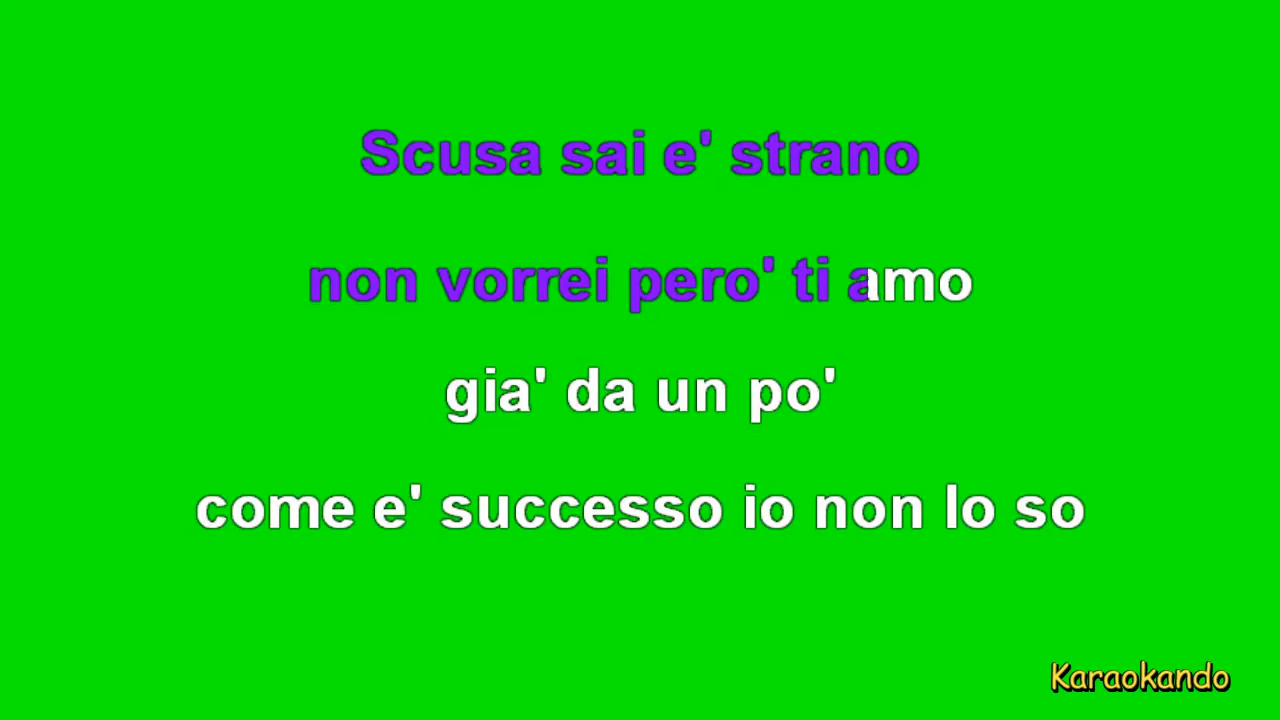 Scusa sai e' strano
non vorrei pero' ti amo
gia' da un po'
come e' successo io non lo so
Karaokando